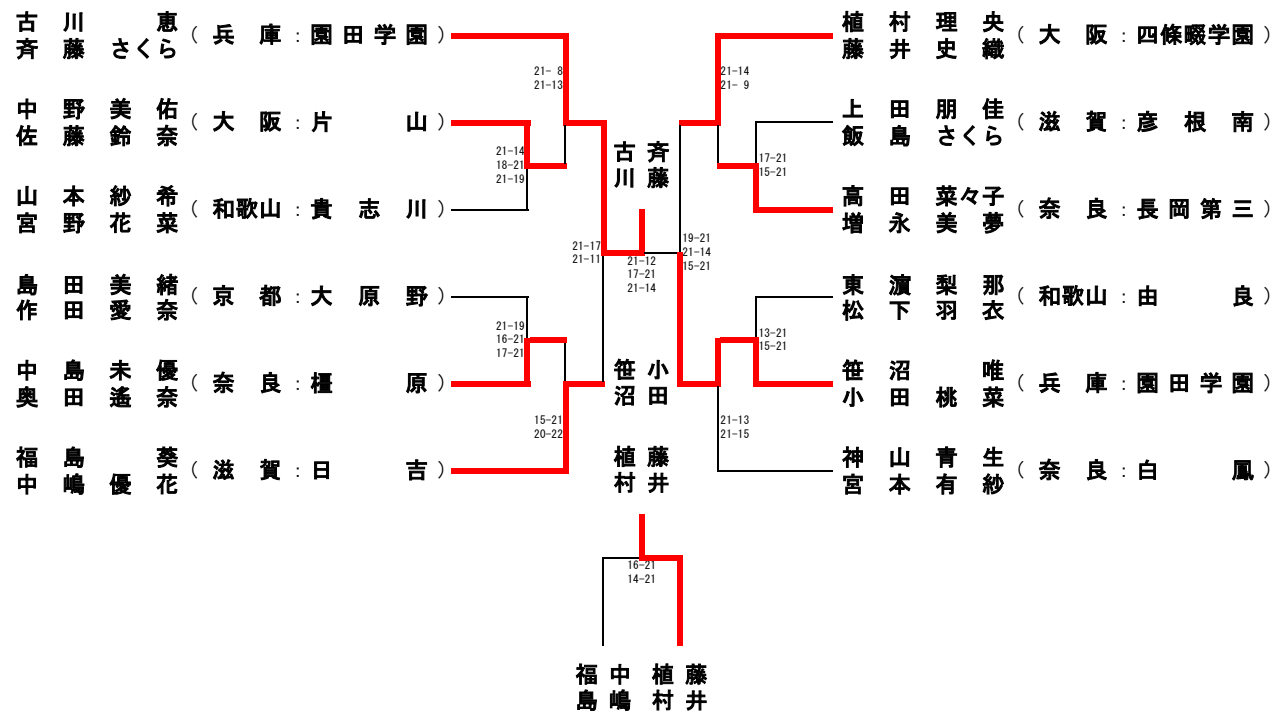 古川恵
斉藤さくら
(兵庫:園田学園)
中野美佑
佐藤鈴奈
(大阪:片山)
山本紗希
宮野花菜
(和歌山:貴志川)
島田美緒
作田愛奈
(京都:大原野)
中島未優
奥田遙奈
(奈良:橿原)
福島葵
中嶋優花
(滋賀:日吉)
21- 8
21-13
21-14
18-21
21-19
21-19
16-21
17-21
15-21
20-22
21-17
21-11
古川
斉藤
21-12
17-21
21-14
笹沼
小田
植村
藤井
16-21
14-21
福島
中嶋
植村
藤井
19-21
21-14
15-21
21-14
21- 9
17-21
15-21
13-21
15-21
21-13
21-15
植村理央
藤井史織
(大阪:四條畷学園)
上田朋佳
飯島さくら
(滋賀:彦根南)
高田菜々子
増永美夢
(奈良:長岡第三)
東濵梨那
松下羽衣
(和歌山:由良)
笹沼唯
小田桃菜
(兵庫:園田学園)
神山青生
宮本有紗
(奈良:白鳳)